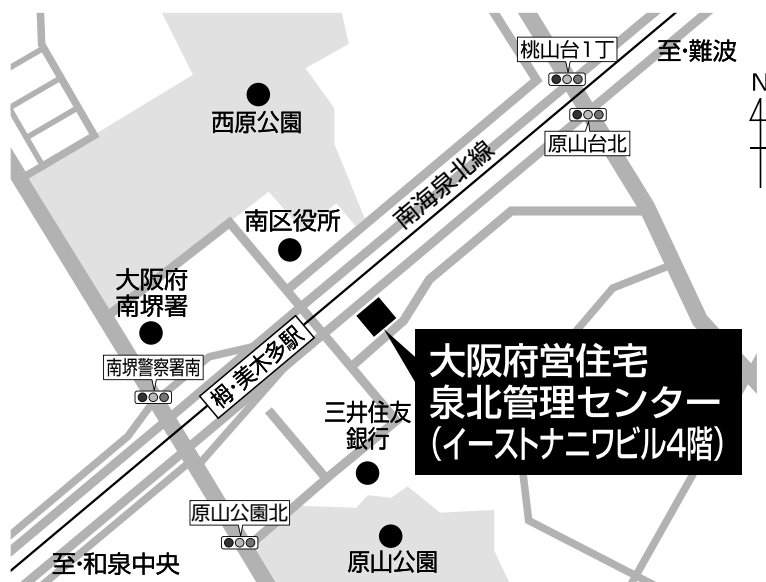 桃山台1丁
至・難波
N
西原公園
原山台北
南海泉北線
南区役所
大阪府
南堺署
南堺警察署南
栂・美木多駅
大阪府営住宅
泉北管理センター
(イーストナニワビル4階)
三井住友
銀行
原山公園北
原山公園
至・和泉中央